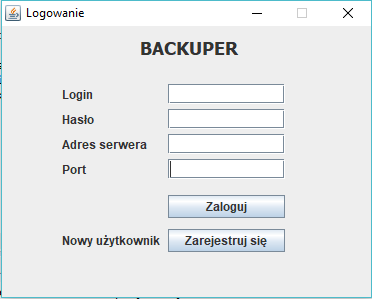 Logowanie
BACKUPER
Login
Hasło
Adres serwera
Port
Zaloguj
Nowy użytkownik Zarejestruj się